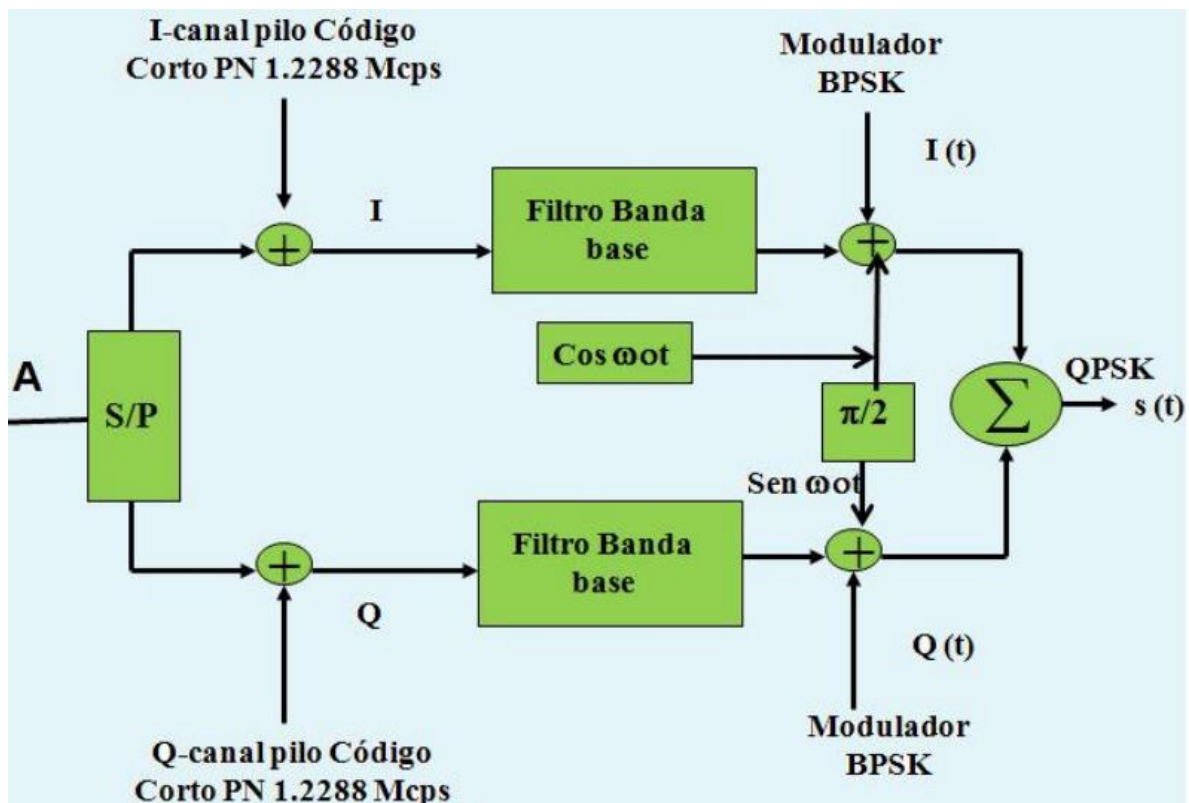 I-canal pilo Código
Corto PN 1.2288 Mcps
Modulador
BPSK
I (t)
+
I
Filtro Banda
base
+
Cos ωot
A
S/P
π/2
Σ
QPSK
s (t)
Sen ωot
+
Q
Filtro Banda
base
+
Q (t)
Modulador
BPSK
Q-canal pilo Código
Corto PN 1.2288 Mcps